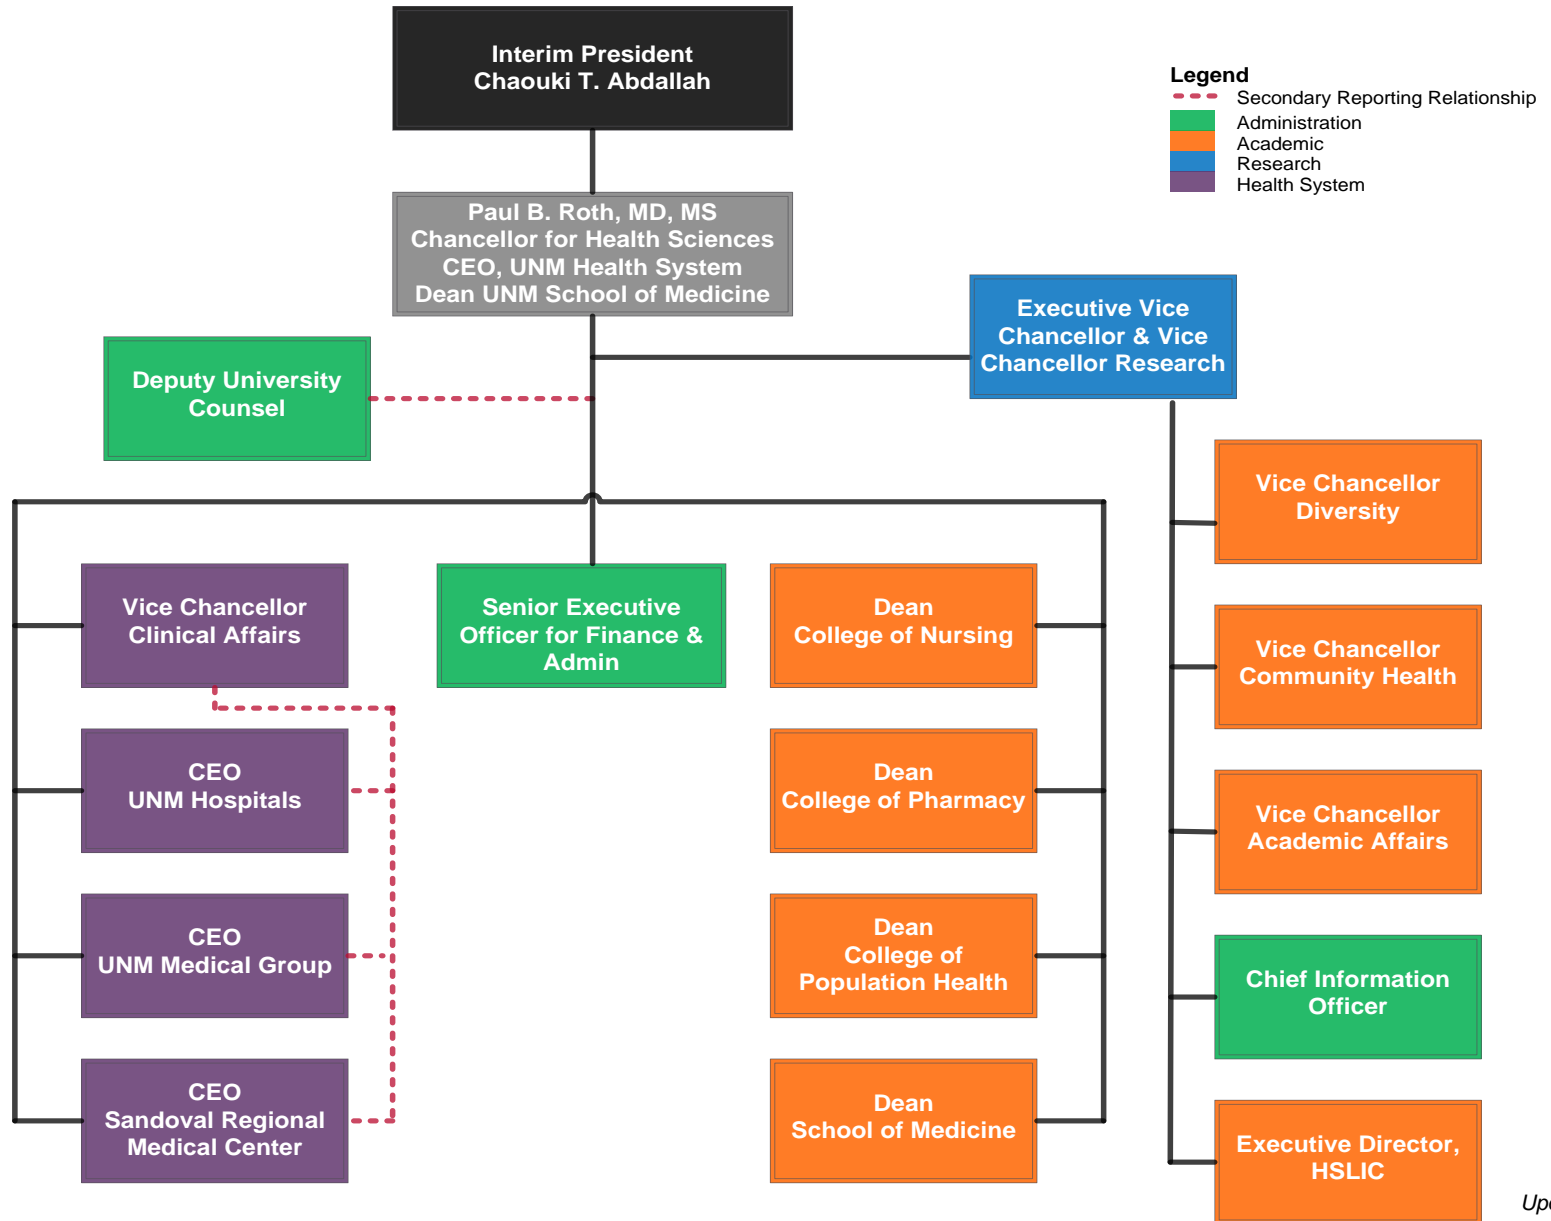 Interim President
Chaouki T. Abdallah
Legend
Secondary Reporting Relationship
Administration
Academic
Research
Health System
Paul B. Roth, MD, MS
Chancellor for Health Sciences
CEO, UNM Health System
Dean UNM School of Medicine
Executive Vice
Chancellor & Vice
Chancellor Research
Deputy University
Counsel
Vice Chancellor
Diversity
Vice Chancellor
Clinical Affairs
Senior Executive
Officer for Finance &
Admin
Dean
College of Nursing
Vice Chancellor
Community Health
CEO
UNM Hospitals
Dean
College of Pharmacy
Vice Chancellor
Academic Affairs
CEO
UNM Medical Group
Dean
College of
Population Health
Chief Information
Officer
CEO
Sandoval Regional
Medical Center
Dean
School of Medicine
Executive Director,
HSLIC